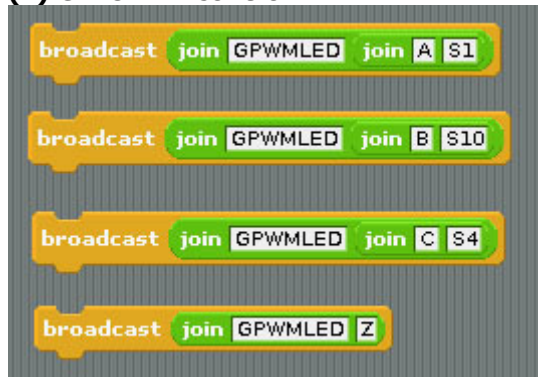 broadcast join GPWMLED join A S1
broadcast join GPWMLED join B S10
broadcast join GPWMLED join C S4
broadcast join GPWMLED Z